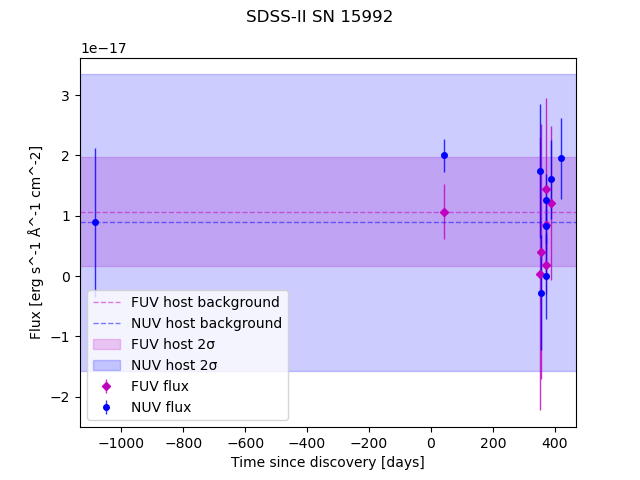 SDSS-II SN 15992
1e−17
3
2
1
0
−1
−2
Flux [erg s^-1 Å^-1 cm^-2]
FUV host background
NUV host background
FUV host 2σ
NUV host 2σ
FUV flux
NUV flux
−1000 −800 −600 −400 −200 0 200 400
Time since discovery [days]